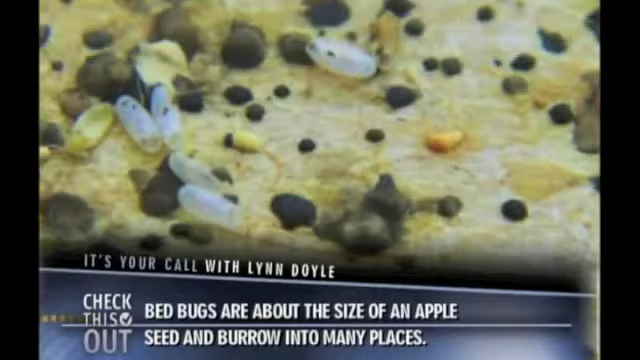 IT'S YOUR CALL WITH LYNN DOYLE
CHECK
THIS
OUT
BED BUGS ARE ABOUT THE SIZE OF AN APPLE
SEED AND BURROW INTO MANY PLACES.